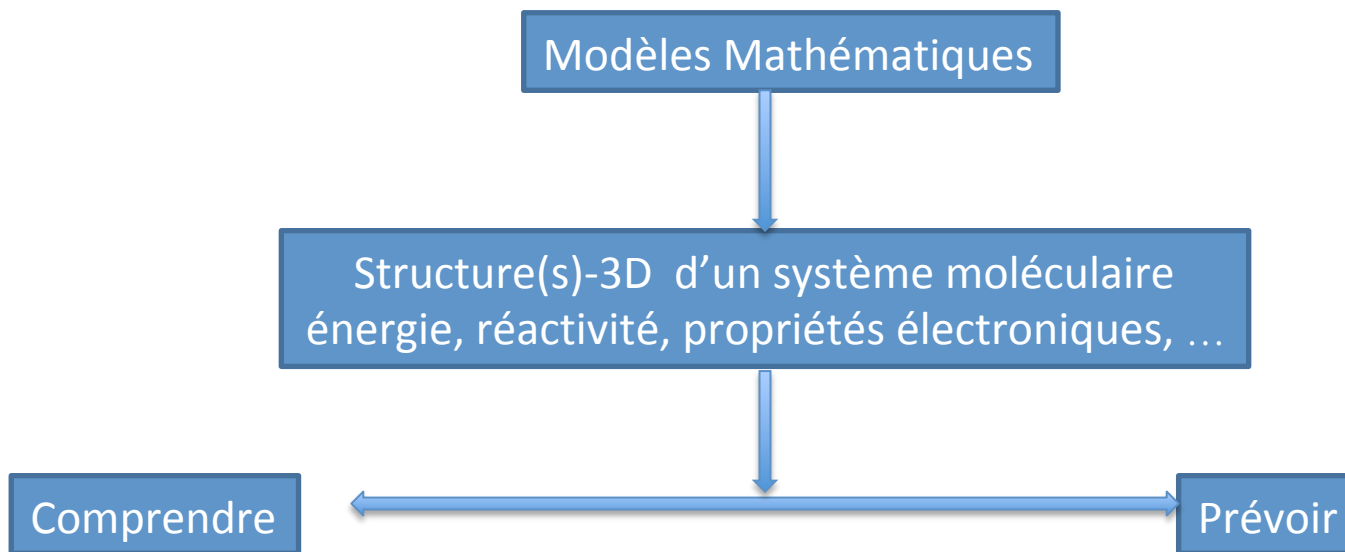 Modèles Mathématiques
Structure(s)-3D d’un système moléculaire
énergie, réactivité, propriétés électroniques, …
Comprendre
Prévoir